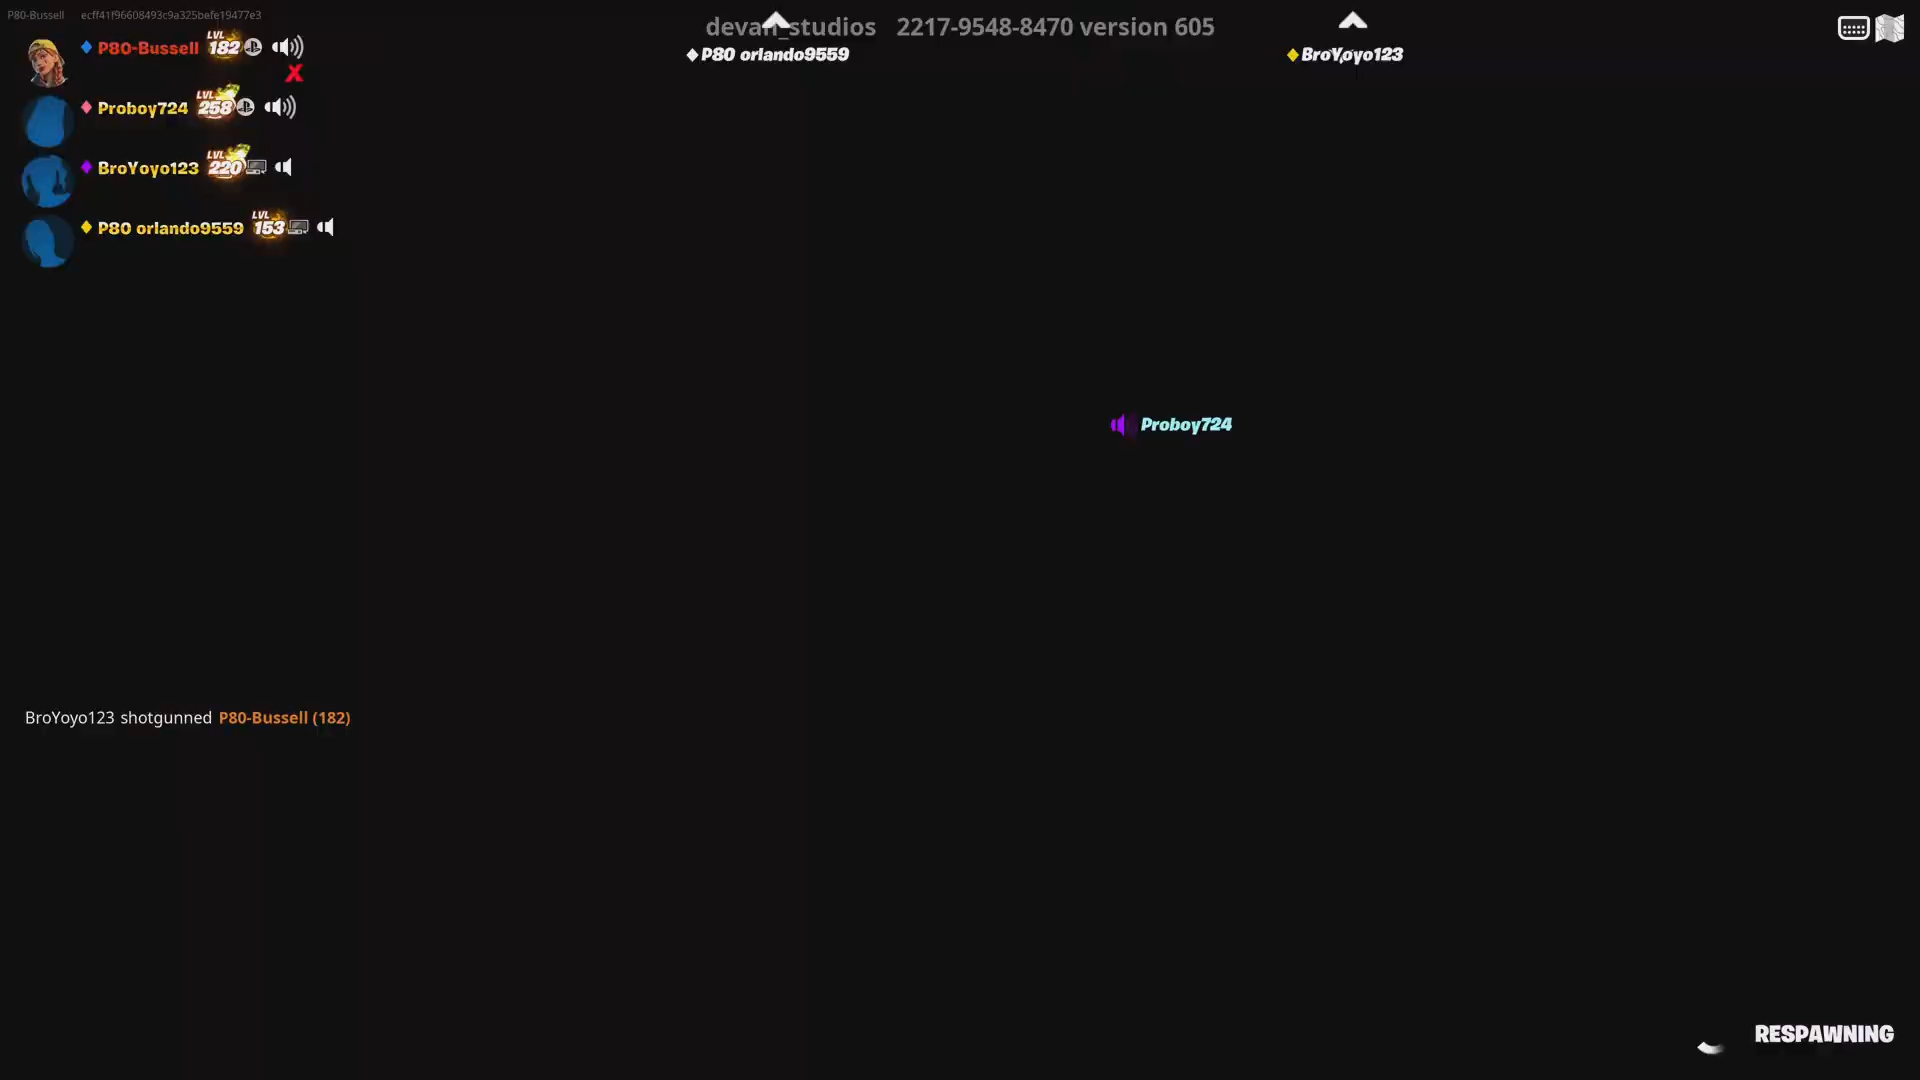 P80-Bussell ecff41f96608493c9a325befe19477e3
devan_studios 2217-9548-8470 version 605
P80 orlando9559
BroYoyo123
P80-Bussell LVL 182
X
Proboy724 LVL 258
BroYoyo123 LVL 220
P80 orlando9559 LVL 153
Proboy724
BroYoyo123 shotgunned P80-Bussell (182)
RESPAWNING